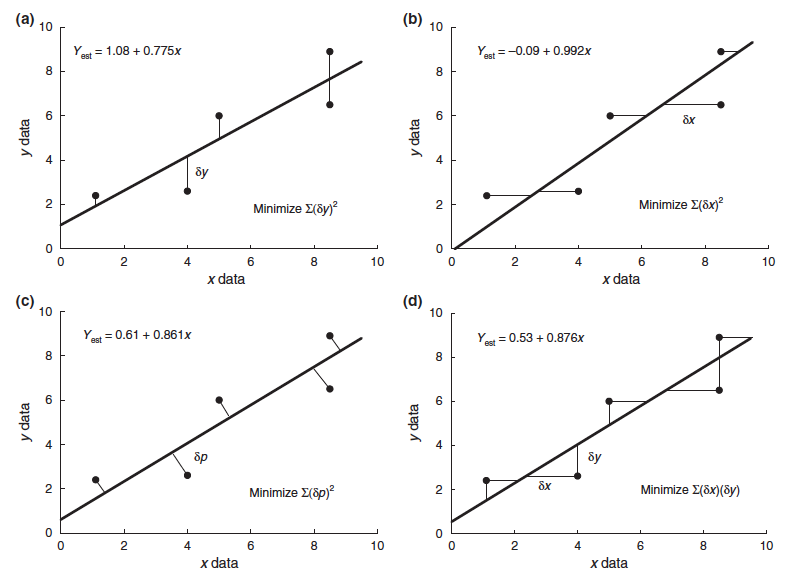 (a)
10
8
6
4
2
0
y data
Yest = 1.08 + 0.775x
δy
Minimize Σ(δy)²
0 2 4 6 8 10
x data
(b)
10
8
6
4
2
0
y data
Yest = –0.09 + 0.992x
δx
Minimize Σ(δx)²
0 2 4 6 8 10
x data
(c)
10
8
6
4
2
0
y data
Yest = 0.61 + 0.861x
δp
Minimize Σ(δp)²
0 2 4 6 8 10
x data
(d)
10
8
6
4
2
0
y data
Yest = 0.53 + 0.876x
δy
δx
Minimize Σ(δx)(δy)
0 2 4 6 8 10
x data